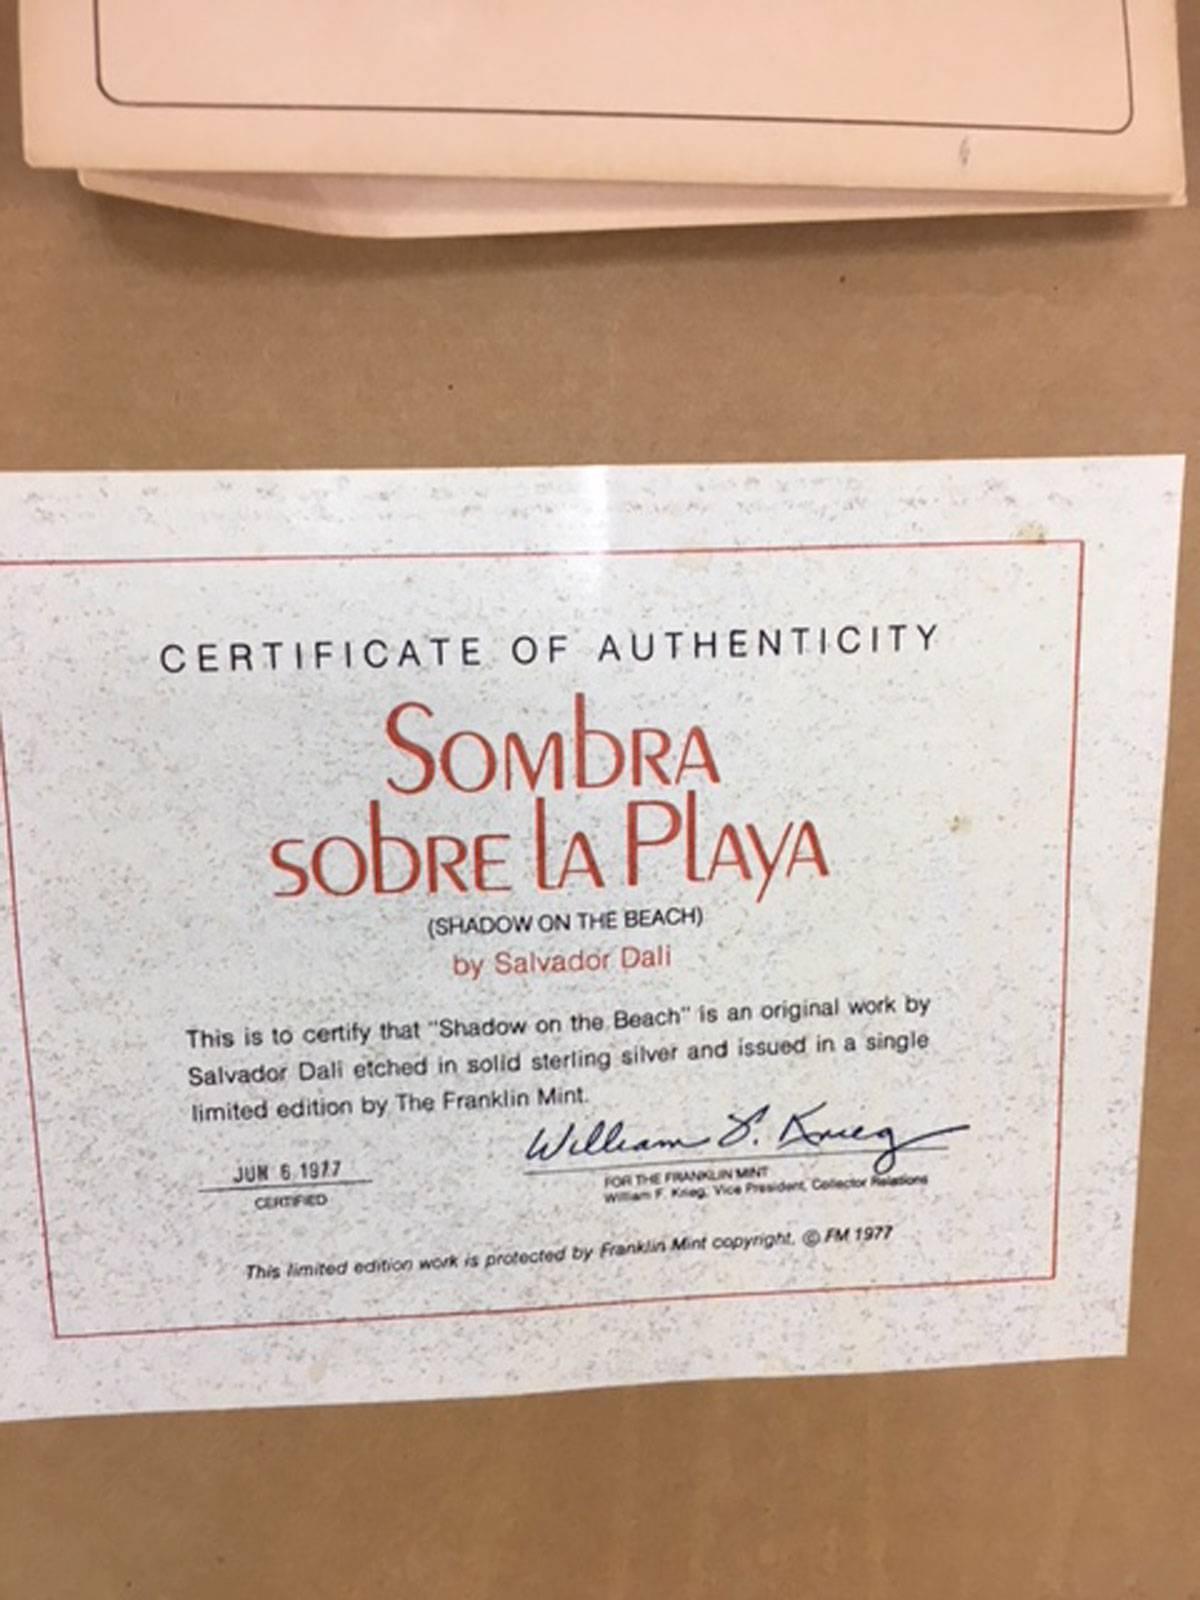 CERTIFICATE OF AUTHENTICITY
SOMBRA
SOBRE LA PLAYA
(SHADOW ON THE BEACH)
by Salvador Dali
This is to certify that "Shadow on the Beach" is an original work by
Salvador Dali etched in solid sterling silver and issued in a single
limited edition by The Franklin Mint.
William F. Krieg
JUN 6 1977
FOR THE FRANKLIN MINT
CERTIFIED
William F. Krieg, Vice President, Collector Relations
This limited edition work is protected by Franklin Mint copyright, © FM 1977